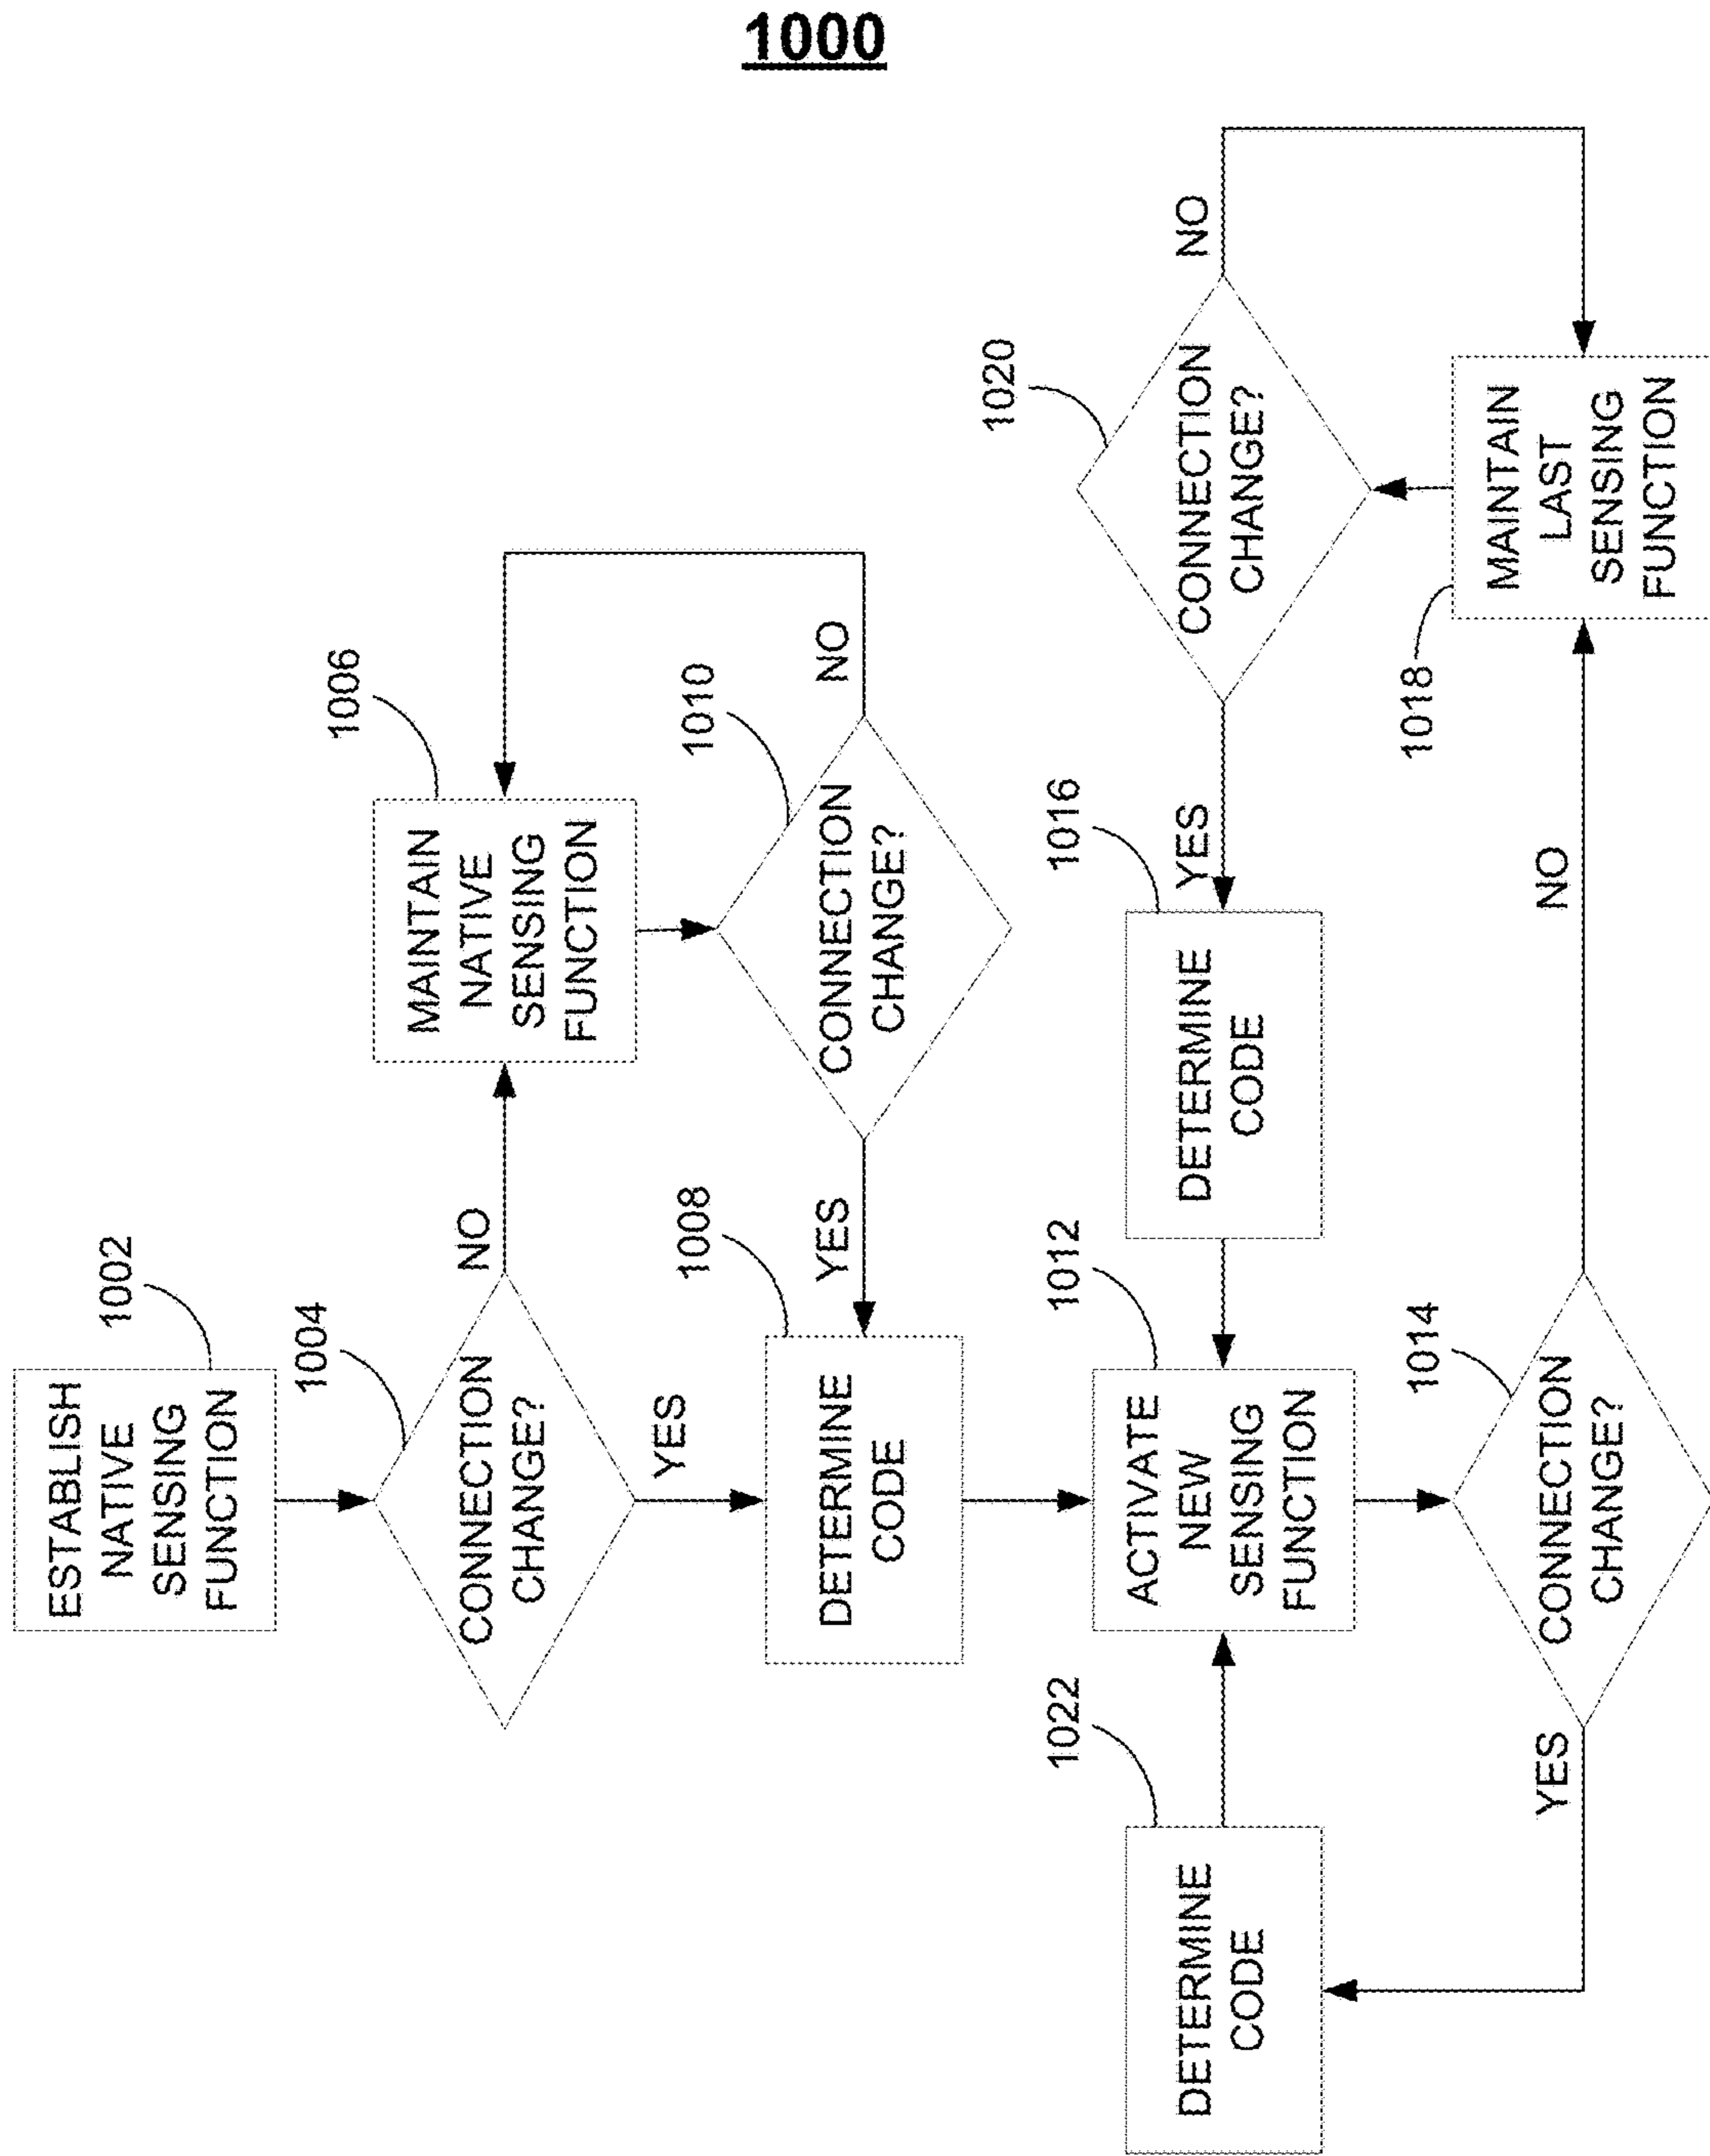 1000
1002
ESTABLISH
NATIVE
SENSING
FUNCTION
1004
CONNECTION
CHANGE?
NO
YES
1006
MAINTAIN
NATIVE
SENSING
FUNCTION
1010
CONNECTION
CHANGE?
NO
YES
1008
DETERMINE
CODE
1012
ACTIVATE
NEW
SENSING
FUNCTION
1022
DETERMINE
CODE
1016
DETERMINE
CODE
YES
1020
CONNECTION
CHANGE?
NO
1014
CONNECTION
CHANGE?
YES
NO
1018
MAINTAIN
LAST
SENSING
FUNCTION